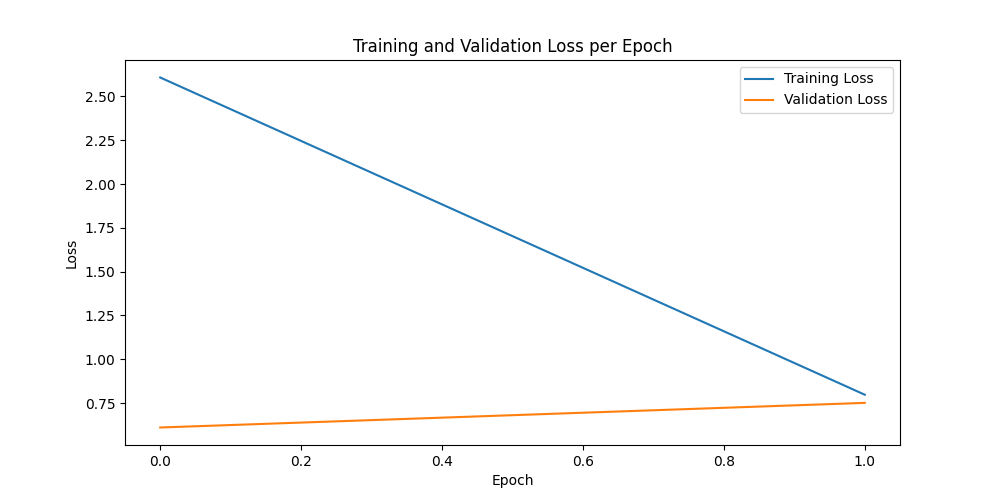 Training and Validation Loss per Epoch
Training Loss
Validation Loss
2.50
2.25
2.00
1.75
1.50
1.25
1.00
0.75
Loss
0.0 0.2 0.4 0.6 0.8 1.0
Epoch